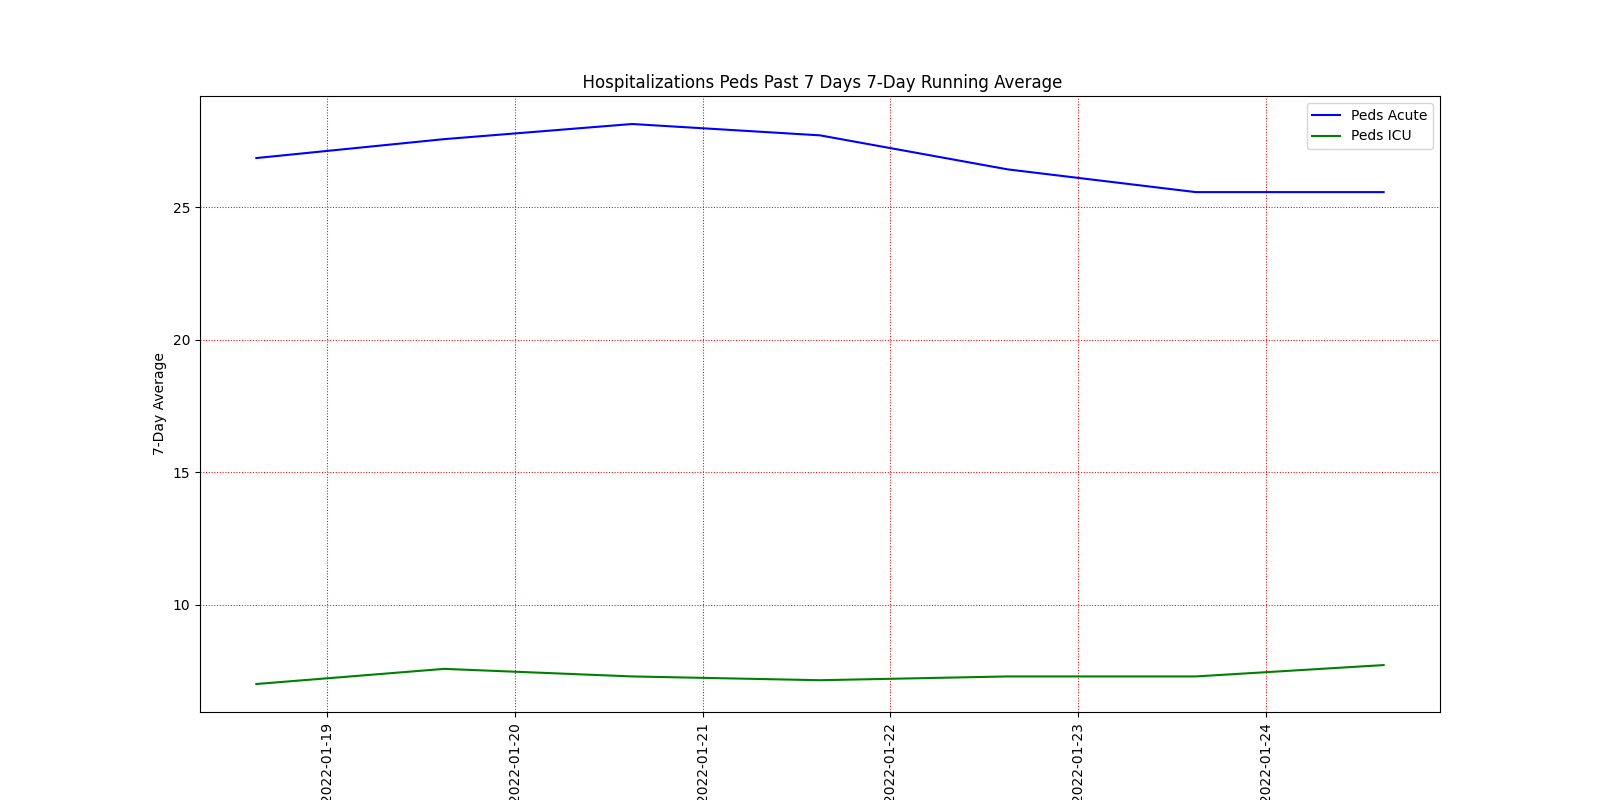 Hospitalizations Peds Past 7 Days 7-Day Running Average
Peds Acute
Peds ICU
25
20
15
10
7-Day Average
2022-01-19
2022-01-20
2022-01-21
2022-01-22
2022-01-23
2022-01-24